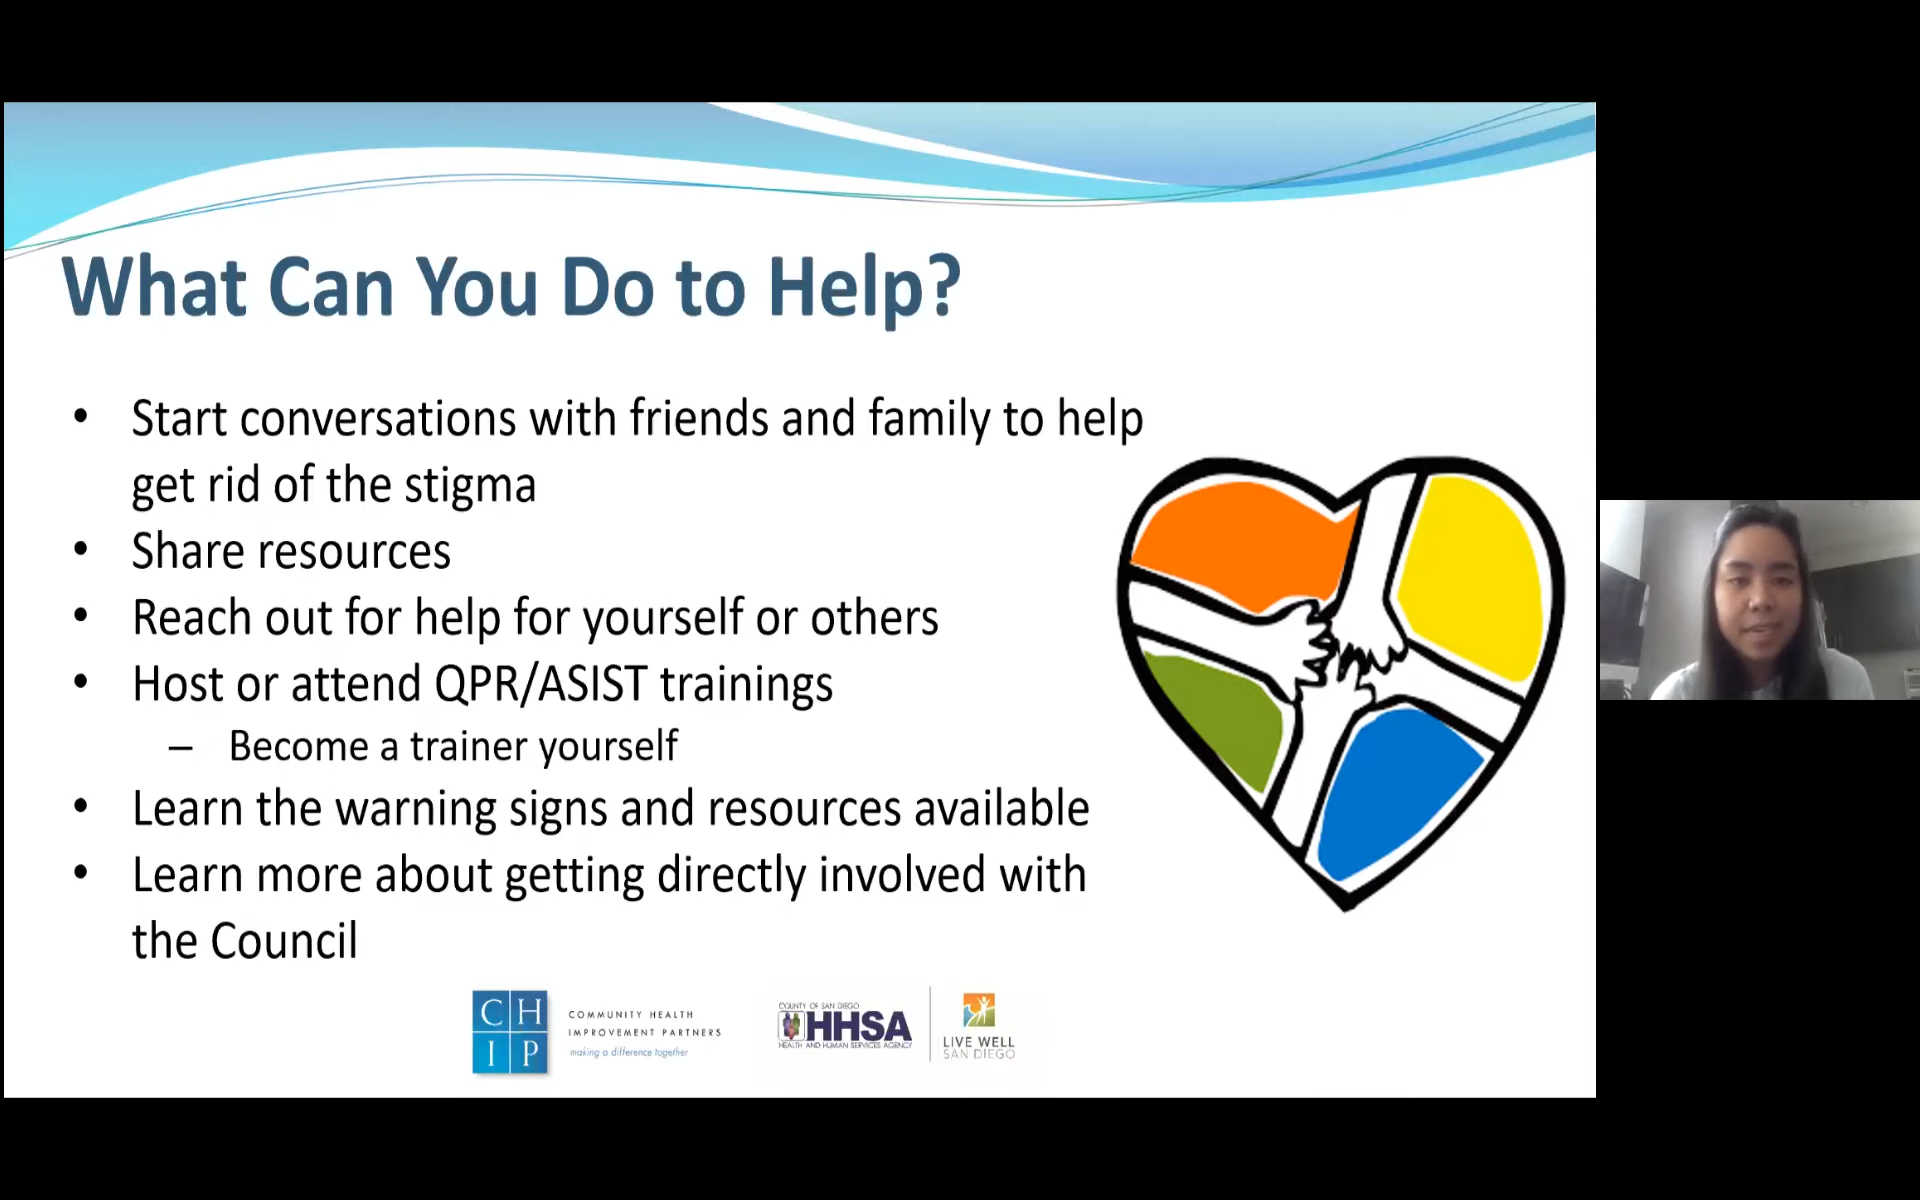 What Can You Do to Help?
• Start conversations with friends and family to help
get rid of the stigma
• Share resources
• Reach out for help for yourself or others
• Host or attend QPR/ASIST trainings
– Become a trainer yourself
• Learn the warning signs and resources available
• Learn more about getting directly involved with
the Council
C H
I P
COMMUNITY HEALTH
IMPROVEMENT PARTNERS
making a difference together
COUNTY OF SAN DIEGO
HHSA
HEALTH AND HUMAN SERVICES AGENCY
LIVE WELL
SAN DIEGO